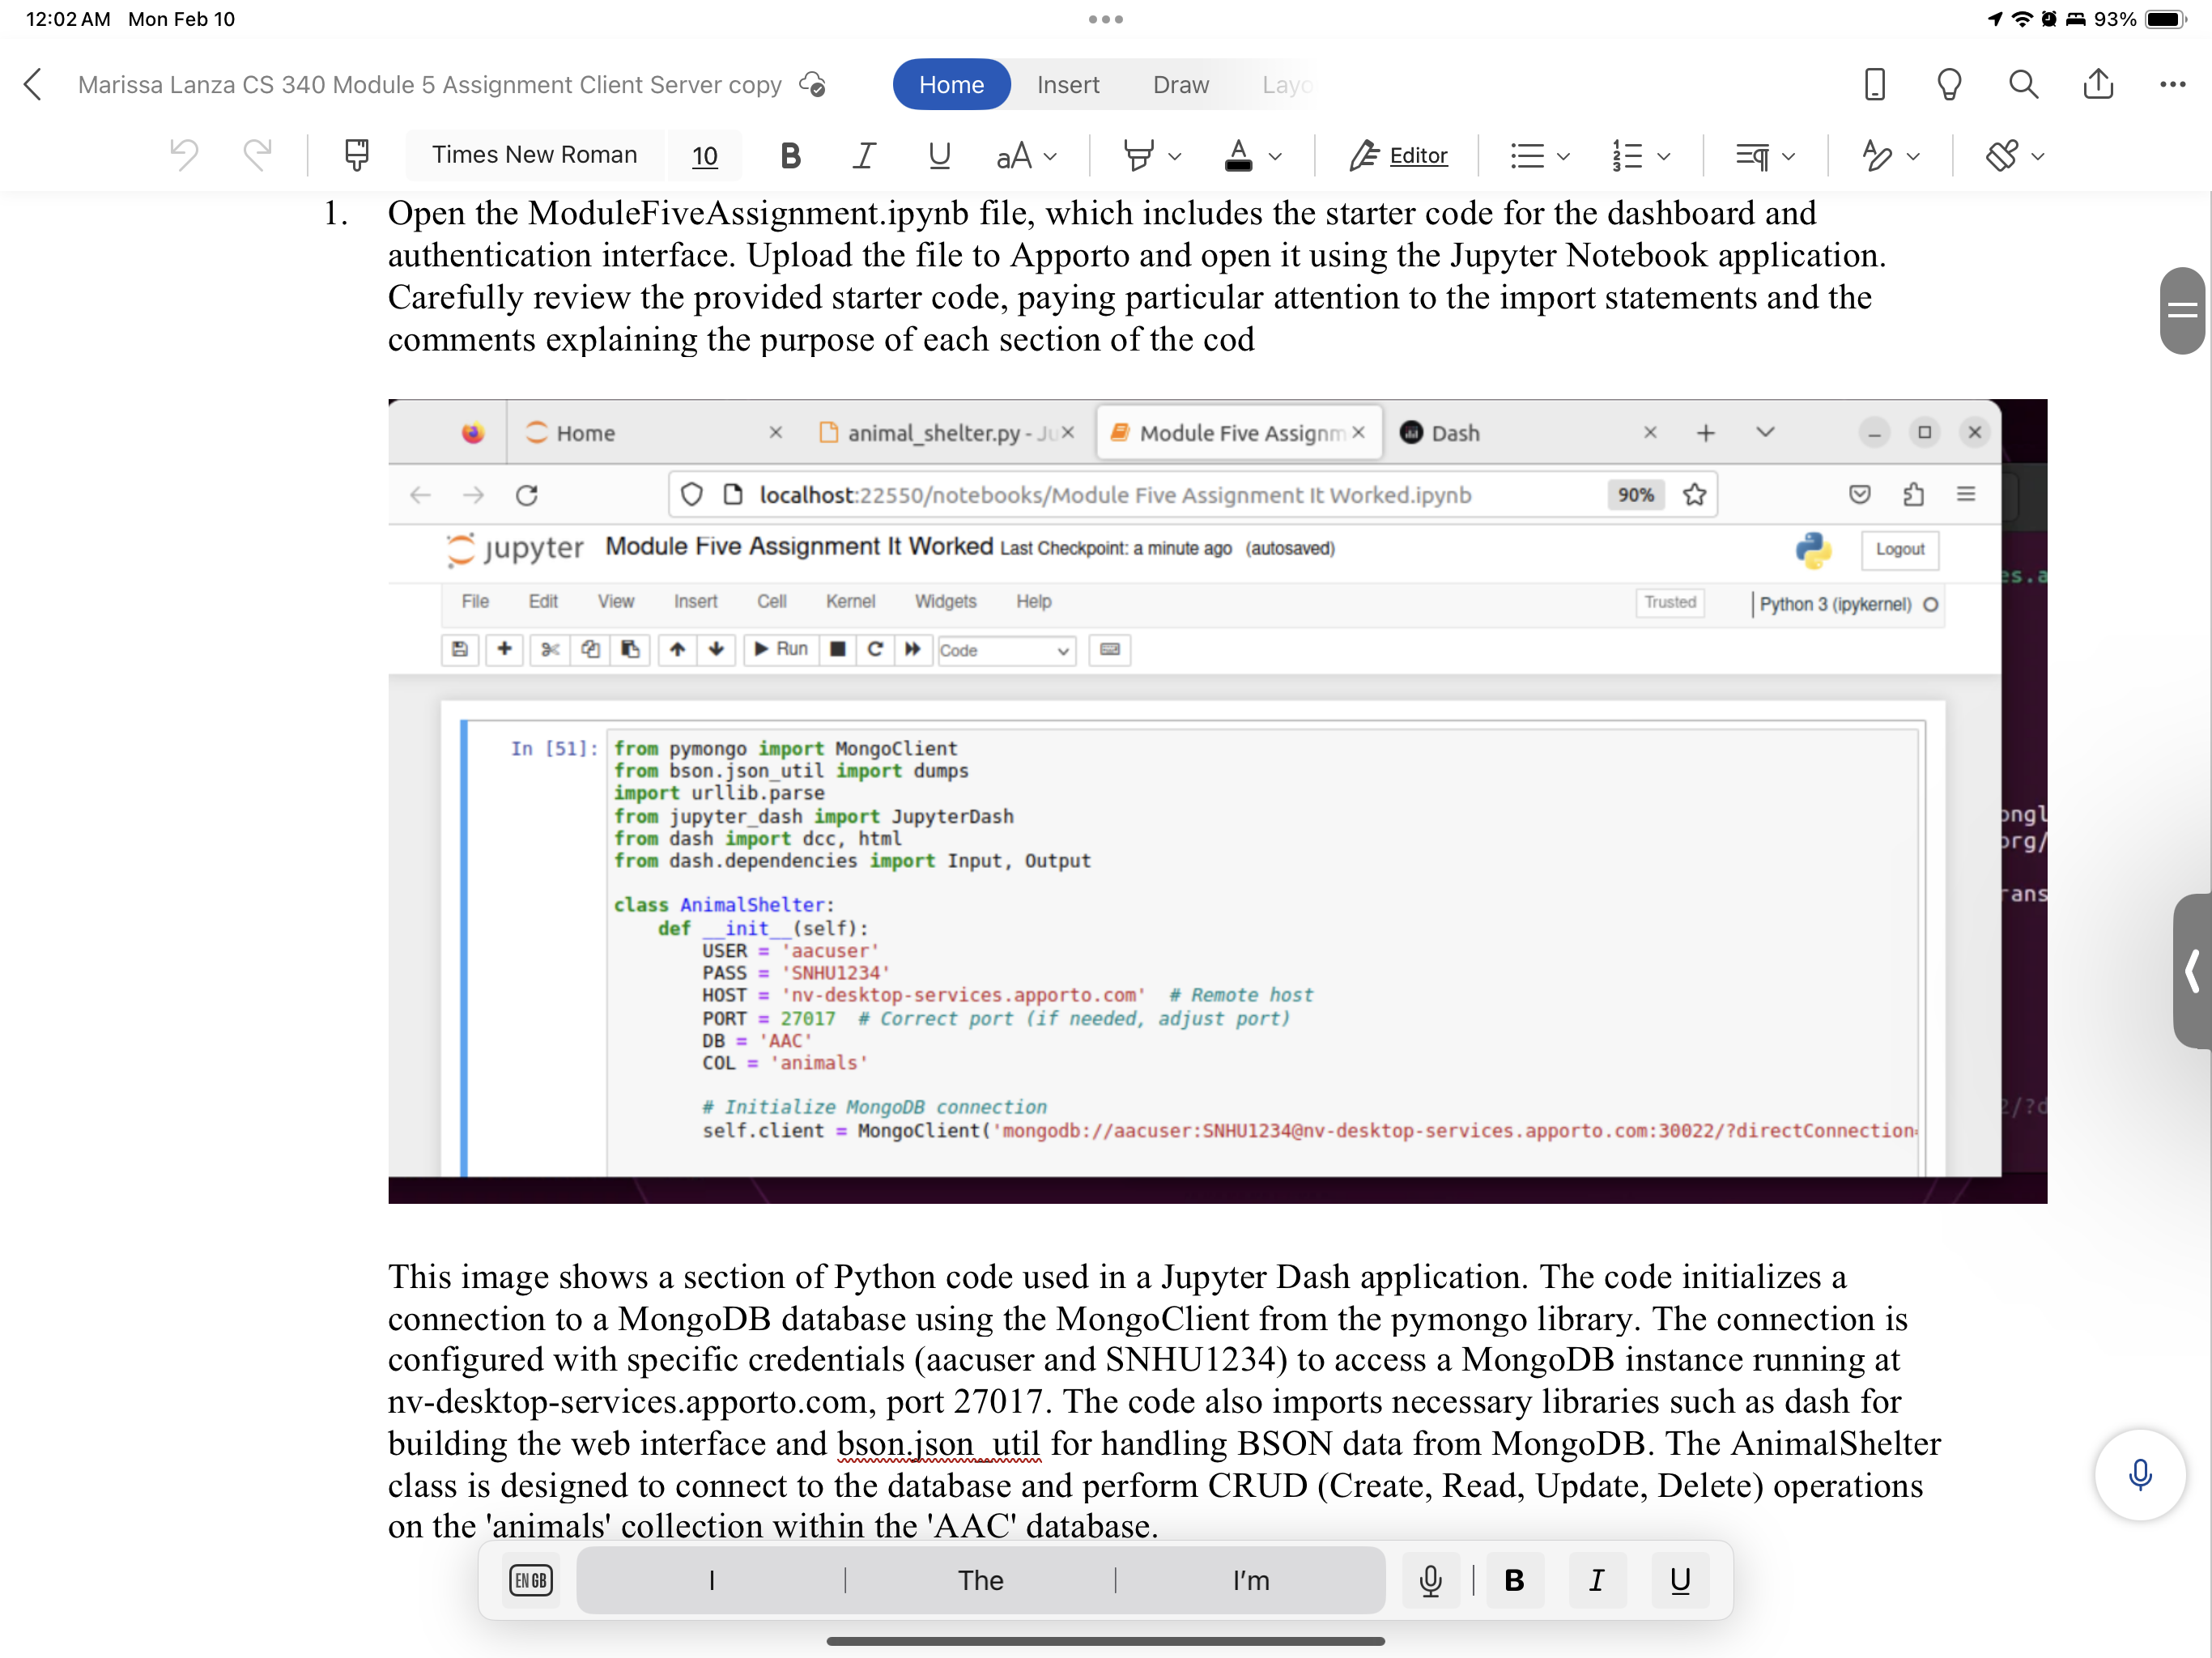 12:02 AM Mon Feb 10
93%
Marissa Lanza CS 340 Module 5 Assignment Client Server copy
Home Insert Draw Layo
Times New Roman 10 B I U aA A Editor
1. Open the ModuleFiveAssignment.ipynb file, which includes the starter code for the dashboard and
authentication interface. Upload the file to Apporto and open it using the Jupyter Notebook application.
Carefully review the provided starter code, paying particular attention to the import statements and the
comments explaining the purpose of each section of the cod
Home animal_shelter.py - Ju Module Five Assignm Dash
localhost:22550/notebooks/Module Five Assignment It Worked.ipynb 90%
jupyter Module Five Assignment It Worked Last Checkpoint: a minute ago (autosaved) Logout
es.a
File Edit View Insert Cell Kernel Widgets Help Trusted Python 3 (ipykernel)
Run Code
In [51]: from pymongo import MongoClient
from bson.json_util import dumps
import urllib.parse
from jupyter_dash import JupyterDash
from dash import dcc, html
from dash.dependencies import Input, Output
ongl
org/
rans
class AnimalShelter:
def __init__(self):
USER = 'aacuser'
PASS = 'SNHU1234'
HOST = 'nv-desktop-services.apporto.com' # Remote host
PORT = 27017 # Correct port (if needed, adjust port)
DB = 'AAC'
COL = 'animals'
# Initialize MongoDB connection
2/?d
self.client = MongoClient('mongodb://aacuser:SNHU1234@nv-desktop-services.apporto.com:30022/?directConnection=
This image shows a section of Python code used in a Jupyter Dash application. The code initializes a
connection to a MongoDB database using the MongoClient from the pymongo library. The connection is
configured with specific credentials (aacuser and SNHU1234) to access a MongoDB instance running at
nv-desktop-services.apporto.com, port 27017. The code also imports necessary libraries such as dash for
building the web interface and bson.json_util for handling BSON data from MongoDB. The AnimalShelter
class is designed to connect to the database and perform CRUD (Create, Read, Update, Delete) operations
on the 'animals' collection within the 'AAC' database.
EN GB I The I'm B I U